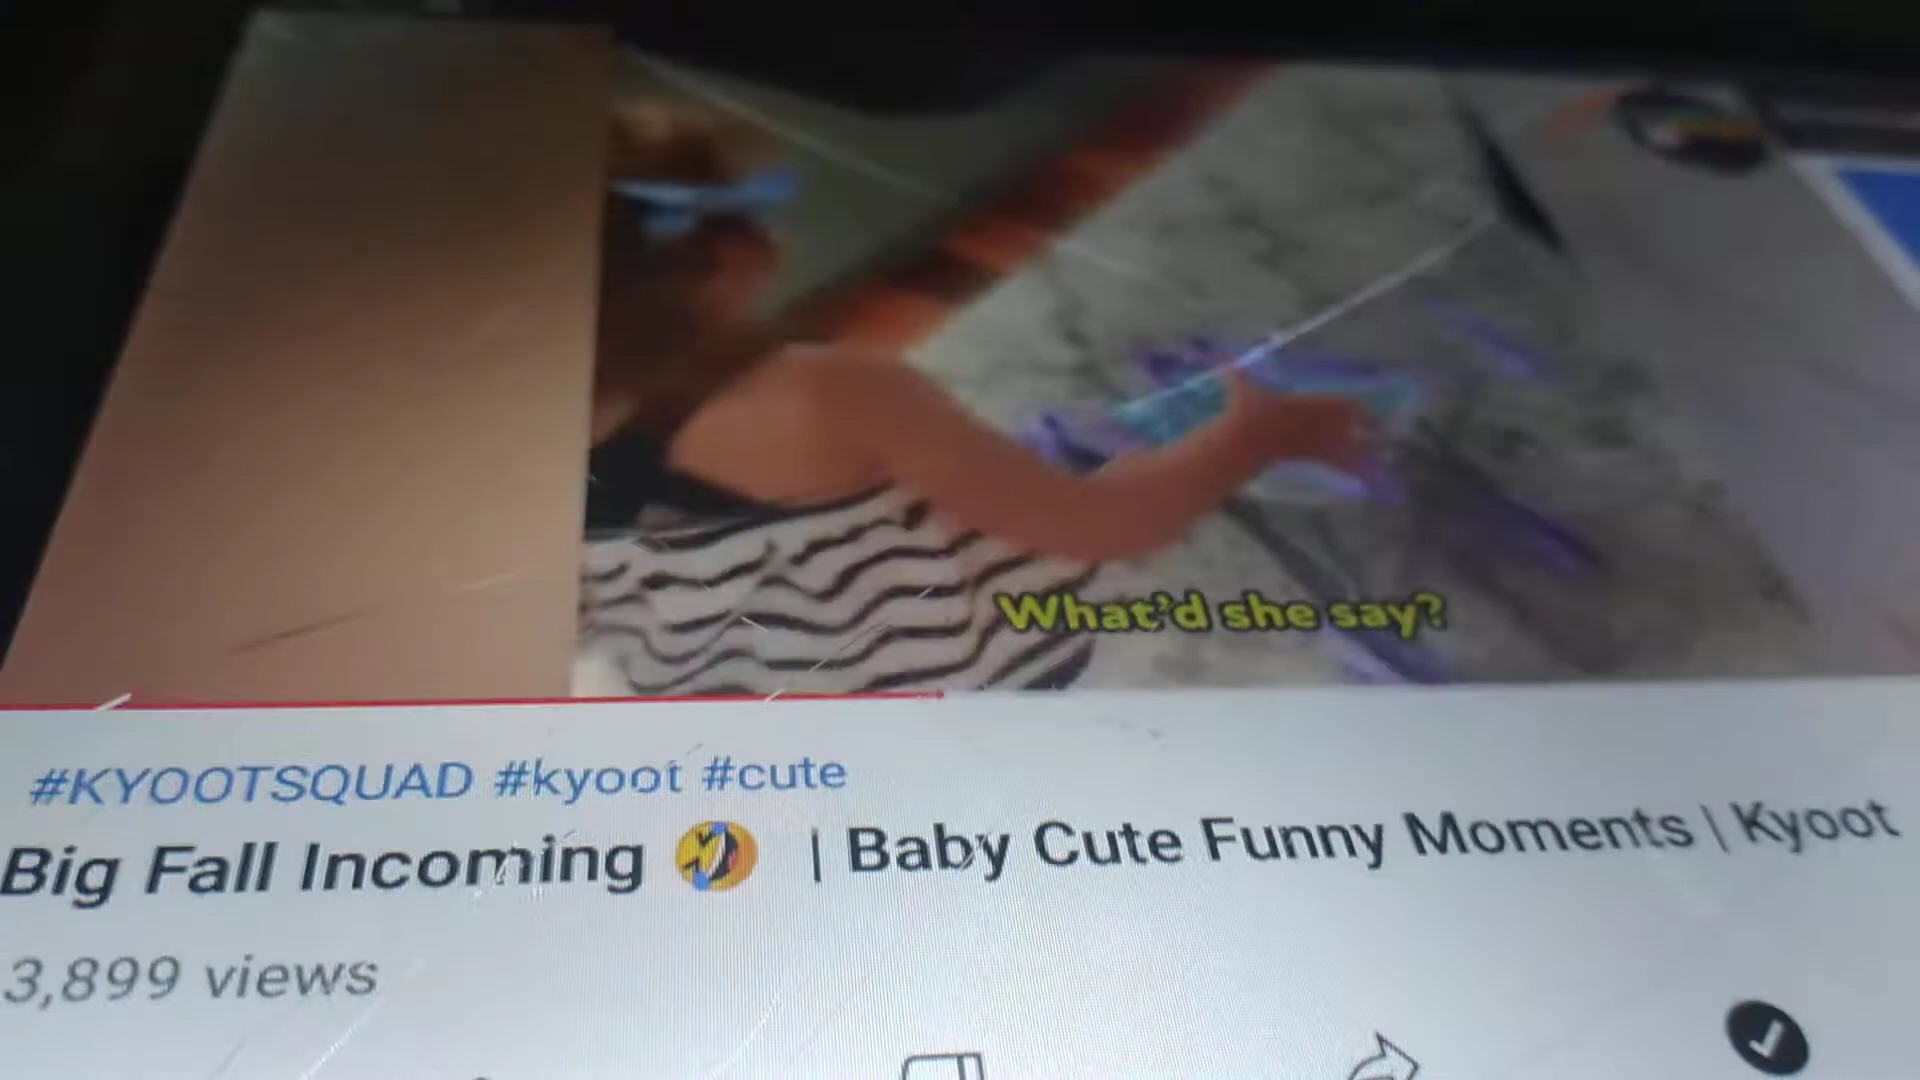 What'd she say?
#KYOOTSQUAD #kyoot #cute
Big Fall Incoming 🤣 | Baby Cute Funny Moments | Kyoot
3,899 views